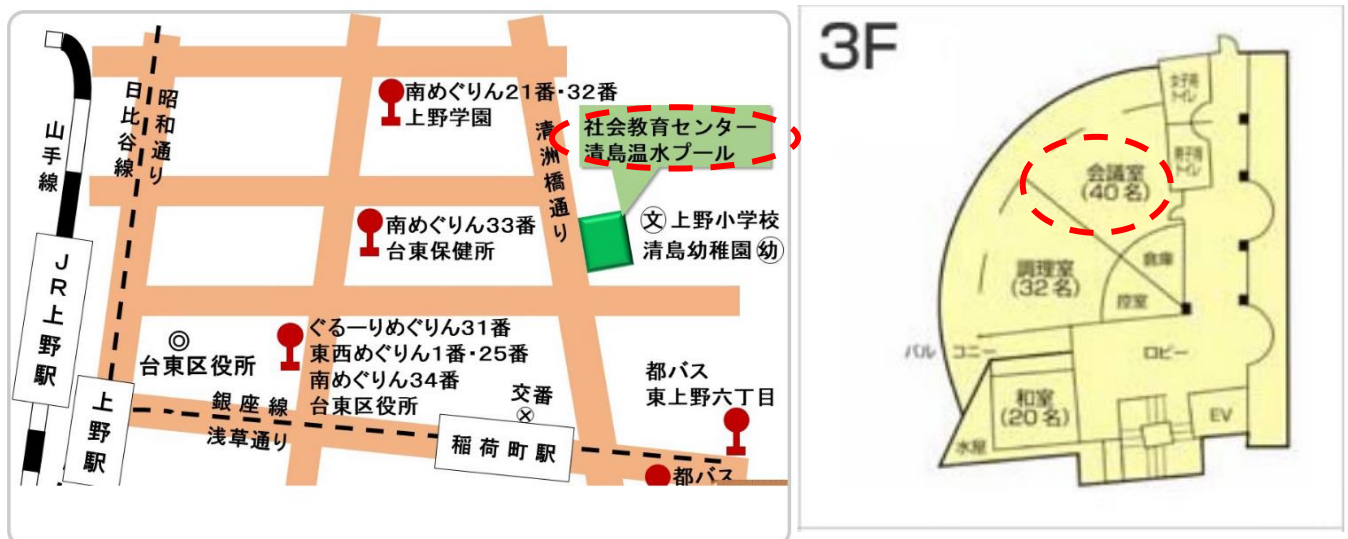 南めぐりん21番・32番
上野学園
社会教育センター
清島温水プール
昭和通り
日比谷線
山手線
清洲橋通り
南めぐりん33番
台東保健所
文 上野小学校
清島幼稚園 幼
JR上野駅
台東区役所
ぐるーりめぐりん31番
東西めぐりん1番・25番
南めぐりん34番
台東区役所
交番
都バス
東上野六丁目
上野駅
銀座線
浅草通り
稲荷町駅
都バス
3F
女子用
トイレ
男子用
トイレ
会議室
(40名)
調理室
(32名)
倉庫
控室
バルコニー
ロビー
和室
(20名)
水屋
EV